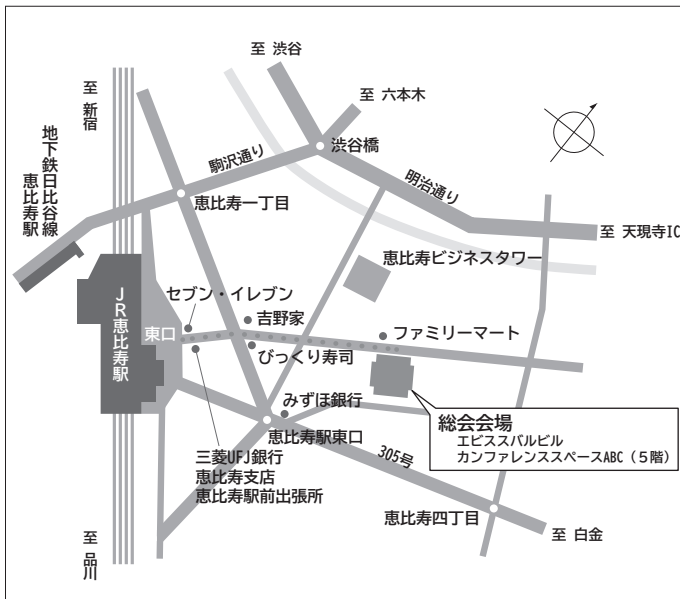 至 渋谷
至 六本木
至 新宿
地下鉄日比谷線
恵比寿駅
駒沢通り
渋谷橋
明治通り
恵比寿一丁目
至 天現寺IC
恵比寿ビジネスタワー
セブン・イレブン
吉野家
ファミリーマート
JR恵比寿駅
東口
びっくり寿司
みずほ銀行
総会会場
エビススバルビル
カンファレンススペースABC（５階）
恵比寿駅東口
三菱UFJ銀行
恵比寿支店
恵比寿駅前出張所
305号
恵比寿四丁目
至 白金
至 品川